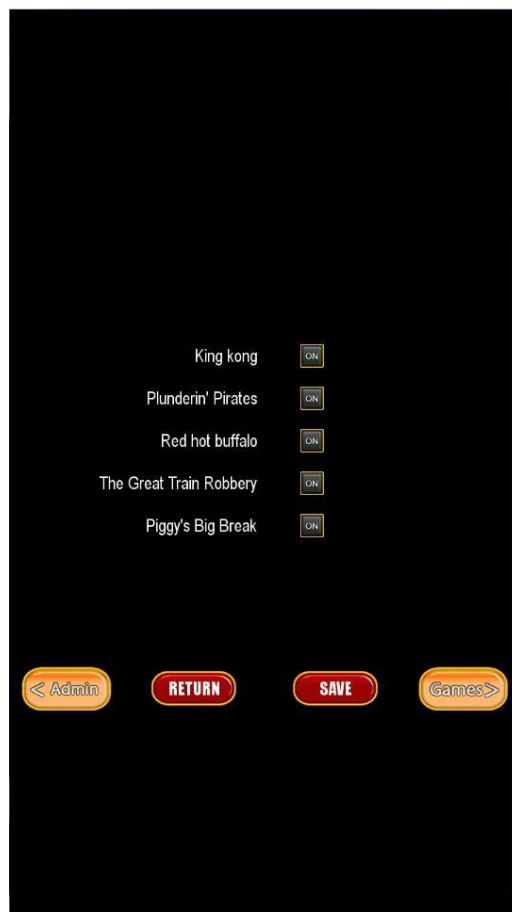 King kong ON
Plunderin' Pirates ON
Red hot buffalo ON
The Great Train Robbery ON
Piggy's Big Break ON
< Admin RETURN SAVE Games >